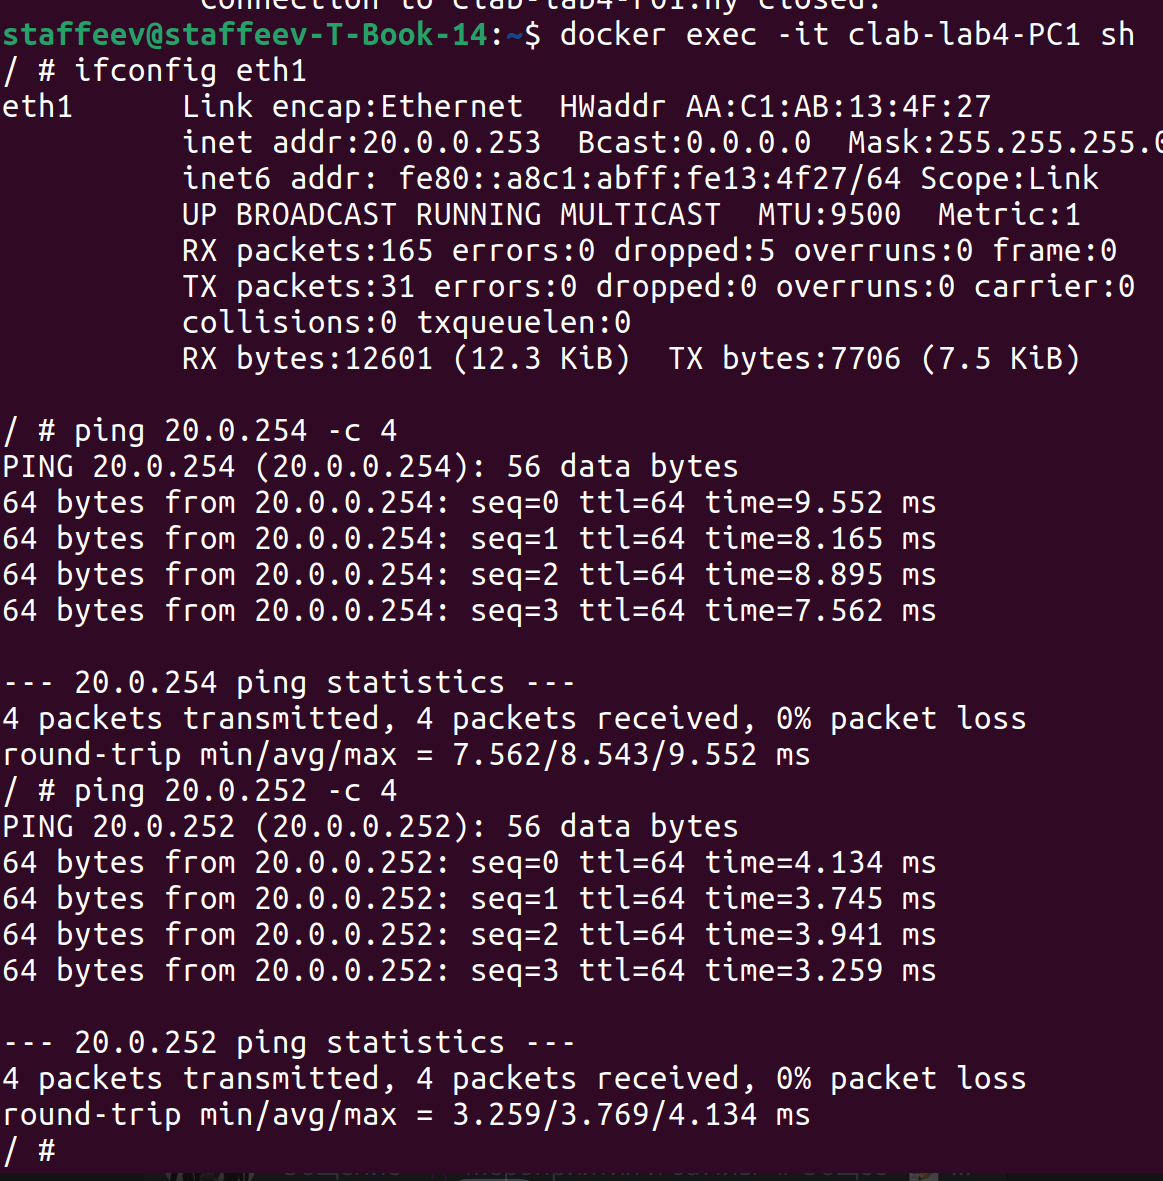 Connection to clab-lab4-r01.ny closed.
staffeev@staffeev-T-Book-14:~$ docker exec -it clab-lab4-PC1 sh
/ # ifconfig eth1
eth1      Link encap:Ethernet  HWaddr AA:C1:AB:13:4F:27
          inet addr:20.0.0.253  Bcast:0.0.0.0  Mask:255.255.255.0
          inet6 addr: fe80::a8c1:abff:fe13:4f27/64 Scope:Link
          UP BROADCAST RUNNING MULTICAST  MTU:9500  Metric:1
          RX packets:165 errors:0 dropped:5 overruns:0 frame:0
          TX packets:31 errors:0 dropped:0 overruns:0 carrier:0
          collisions:0 txqueuelen:0
          RX bytes:12601 (12.3 KiB)  TX bytes:7706 (7.5 KiB)

/ # ping 20.0.254 -c 4
PING 20.0.254 (20.0.0.254): 56 data bytes
64 bytes from 20.0.0.254: seq=0 ttl=64 time=9.552 ms
64 bytes from 20.0.0.254: seq=1 ttl=64 time=8.165 ms
64 bytes from 20.0.0.254: seq=2 ttl=64 time=8.895 ms
64 bytes from 20.0.0.254: seq=3 ttl=64 time=7.562 ms

--- 20.0.254 ping statistics ---
4 packets transmitted, 4 packets received, 0% packet loss
round-trip min/avg/max = 7.562/8.543/9.552 ms
/ # ping 20.0.252 -c 4
PING 20.0.252 (20.0.0.252): 56 data bytes
64 bytes from 20.0.0.252: seq=0 ttl=64 time=4.134 ms
64 bytes from 20.0.0.252: seq=1 ttl=64 time=3.745 ms
64 bytes from 20.0.0.252: seq=2 ttl=64 time=3.941 ms
64 bytes from 20.0.0.252: seq=3 ttl=64 time=3.259 ms

--- 20.0.252 ping statistics ---
4 packets transmitted, 4 packets received, 0% packet loss
round-trip min/avg/max = 3.259/3.769/4.134 ms
/ #